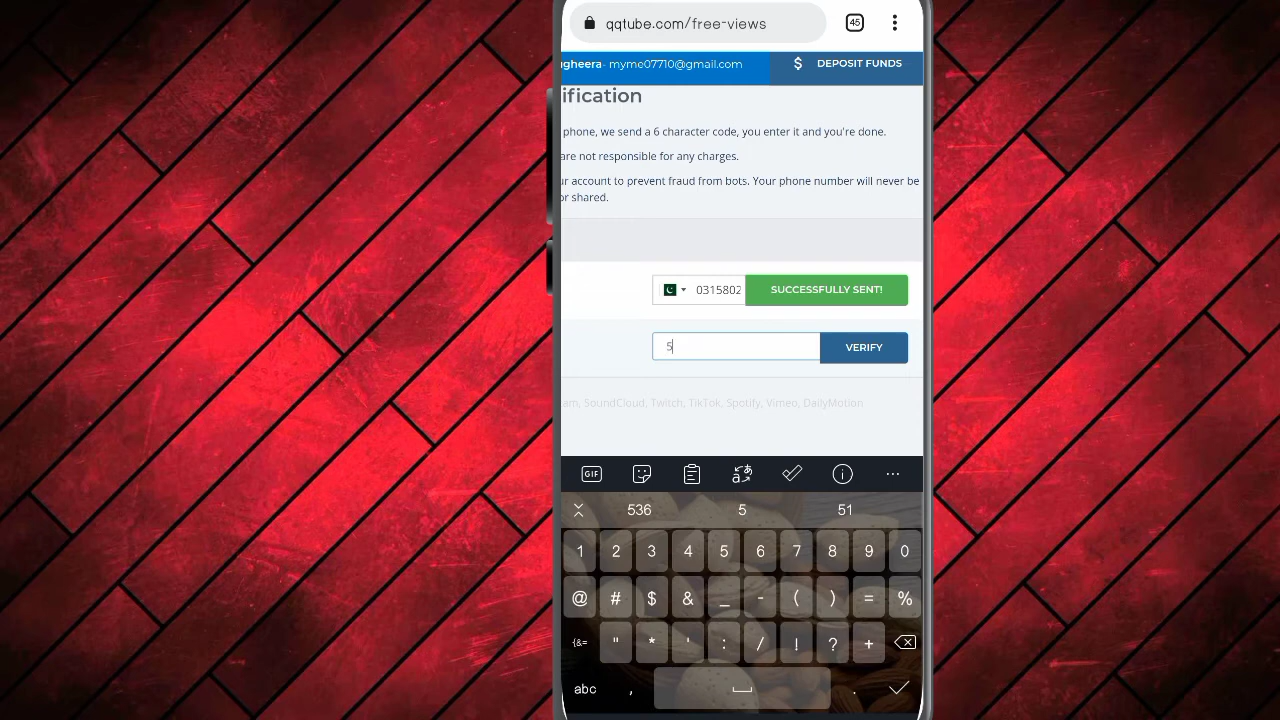 qqtube.com/free-views
45
gheera- myme07710@gmail.com
$ DEPOSIT FUNDS
ification
phone, we send a 6 character code, you enter it and you're done.
are not responsible for any charges.
ur account to prevent fraud from bots. Your phone number will never be
or shared.
0315802
SUCCESSFULLY SENT!
5
VERIFY
am, SoundCloud, Twitch, TikTok, Spotify, Vimeo, DailyMotion
GIF
536 5 51
1 2 3 4 5 6 7 8 9 0
@ # $ & _ - ( ) = %
{&= " * ' : / ! ? +
abc , .